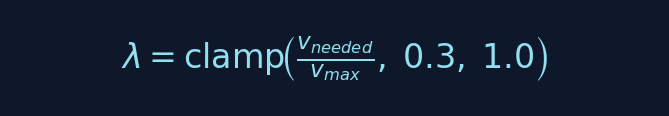 λ = clamp(v_needed / v_max, 0.3, 1.0)